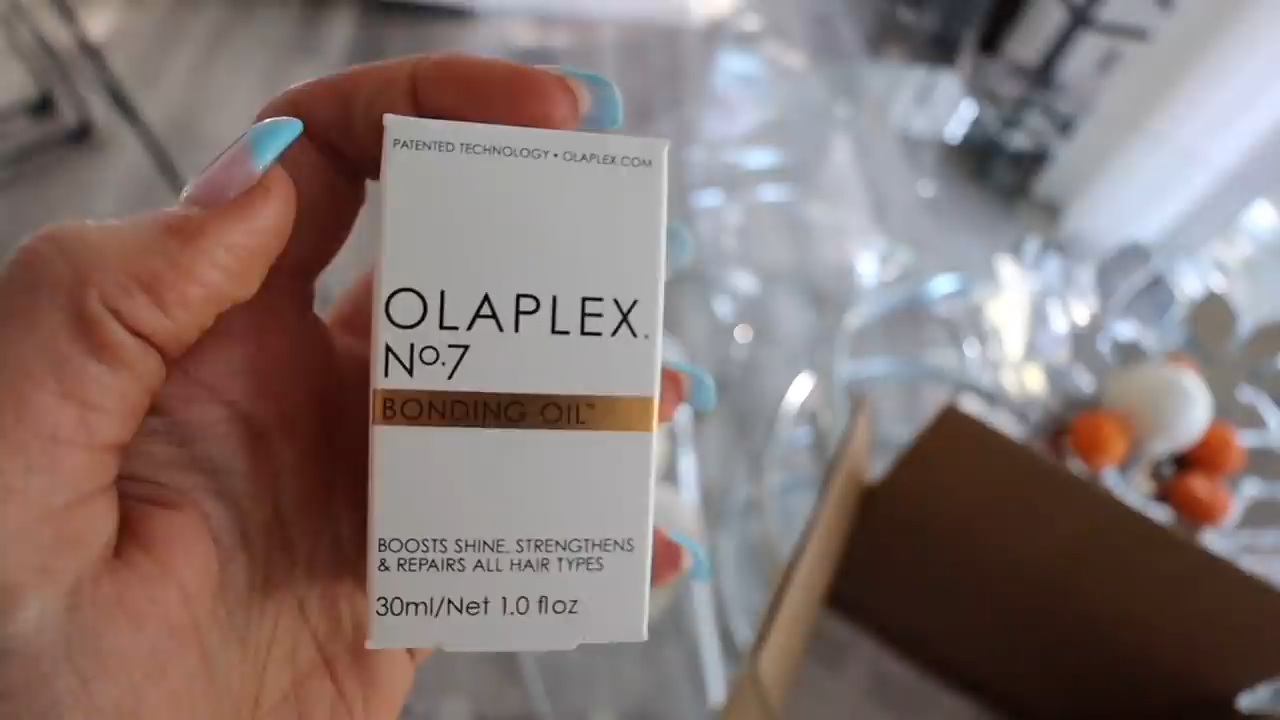 PATENTED TECHNOLOGY • OLAPLEX.COM
OLAPLEX.
Nº.7
BONDING OIL™
BOOSTS SHINE, STRENGTHENS
& REPAIRS ALL HAIR TYPES
30ml/Net 1.0 fl oz